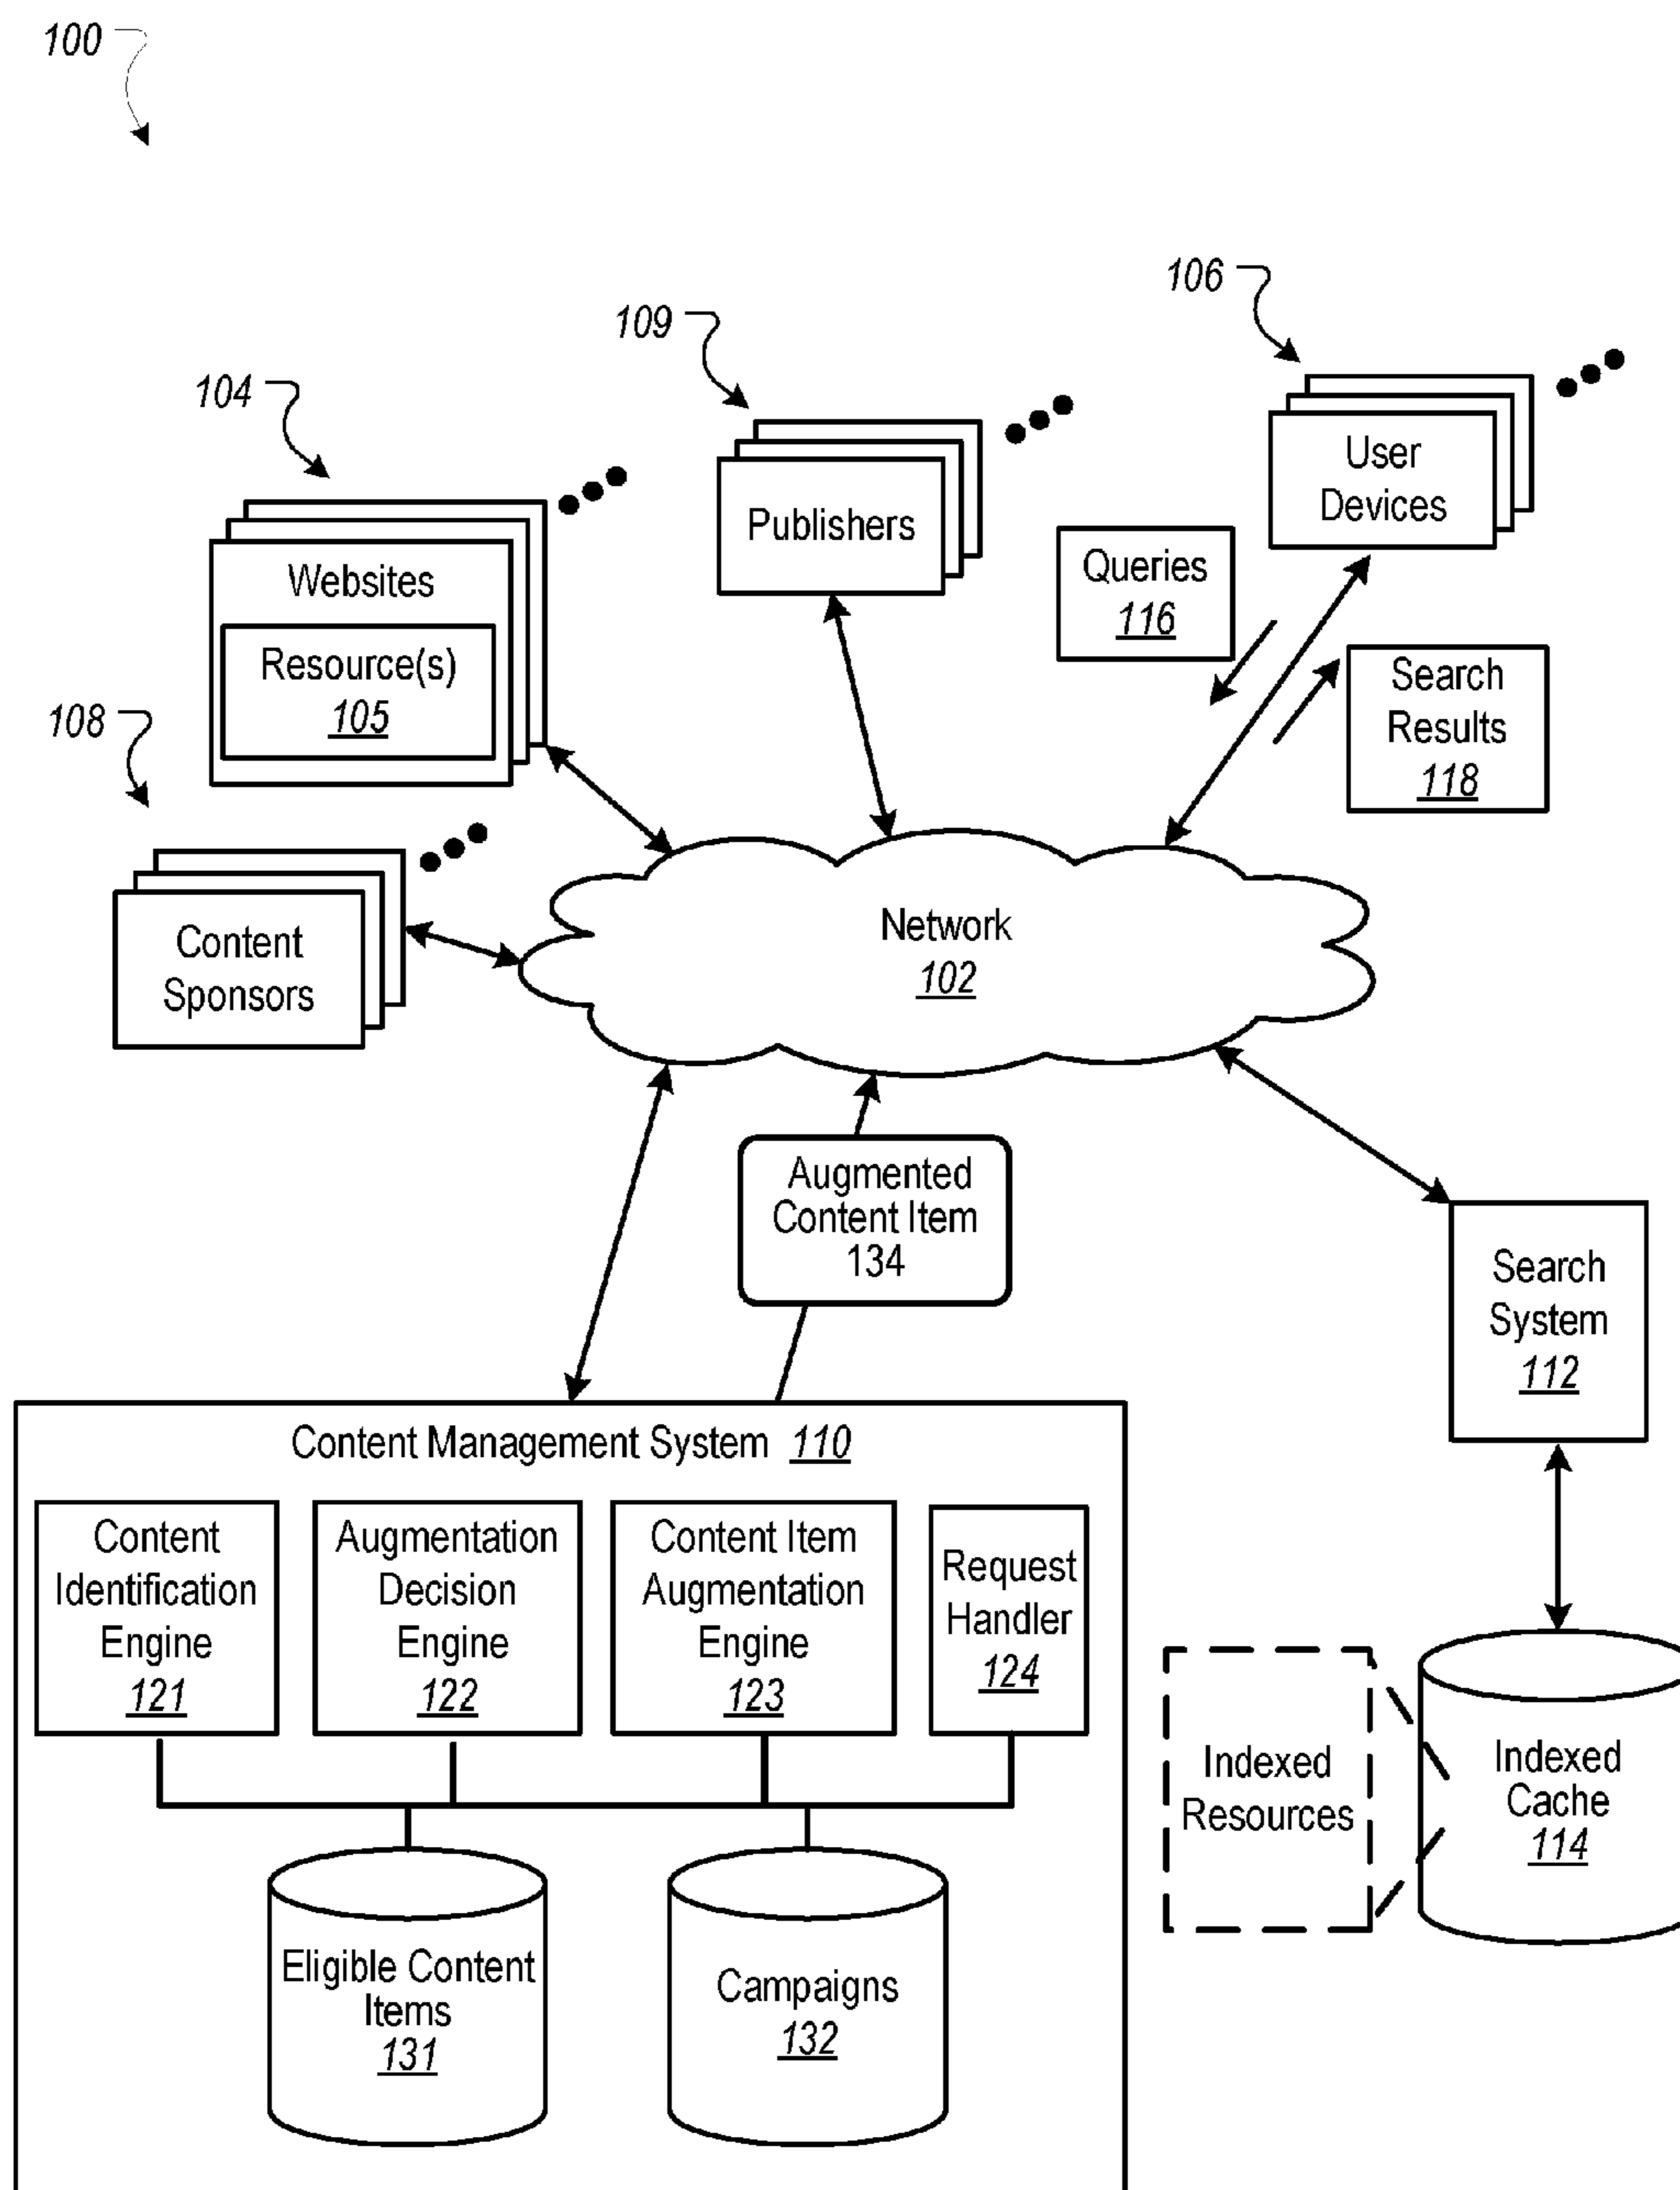 100
106
109
104
User
Devices
Publishers
Queries
116
Websites
Resource(s)
105
Search
Results
118
108
Content
Sponsors
Network
102
Augmented
Content Item
134
Search
System
112
Content Management System 110
Content
Identification
Engine
121
Augmentation
Decision
Engine
122
Content Item
Augmentation
Engine
123
Request
Handler
124
Indexed
Resources
Indexed
Cache
114
Eligible Content
Items
131
Campaigns
132